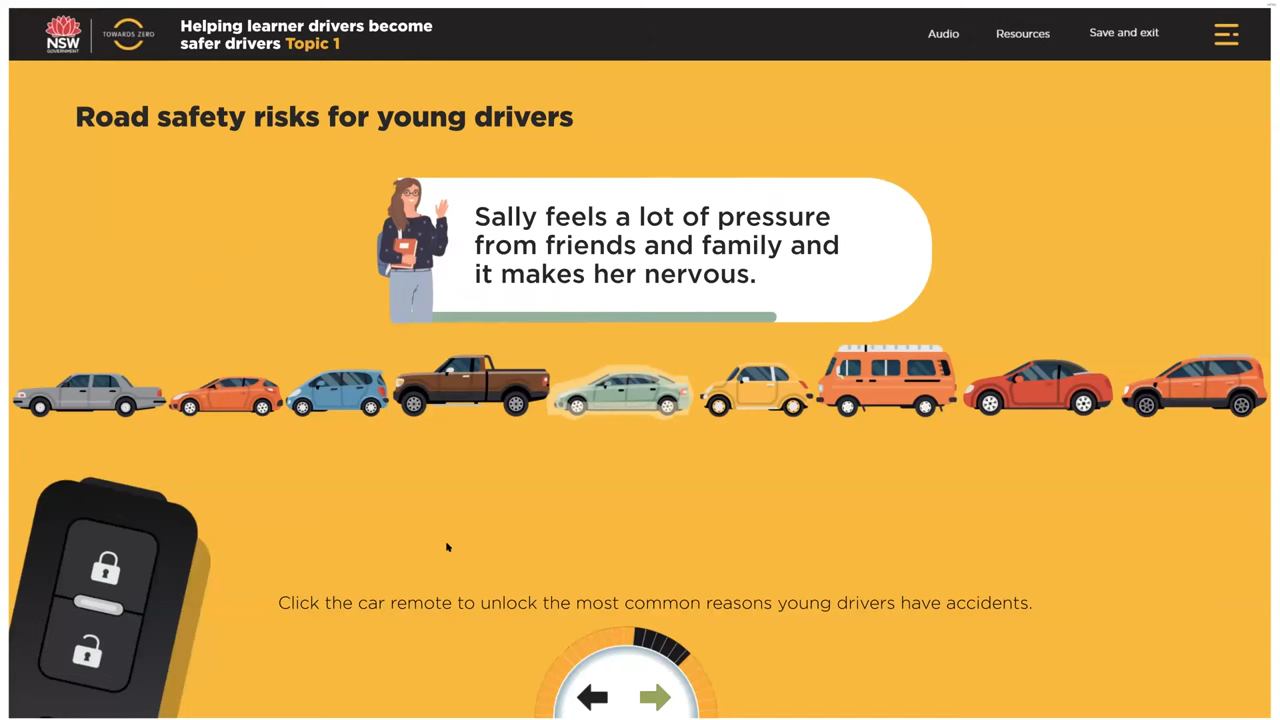 NSW
GOVERNMENT
TOWARDS ZERO
Helping learner drivers become
safer drivers Topic 1
Audio
Resources
Save and exit
Road safety risks for young drivers
Sally feels a lot of pressure
from friends and family and
it makes her nervous.
Click the car remote to unlock the most common reasons young drivers have accidents.